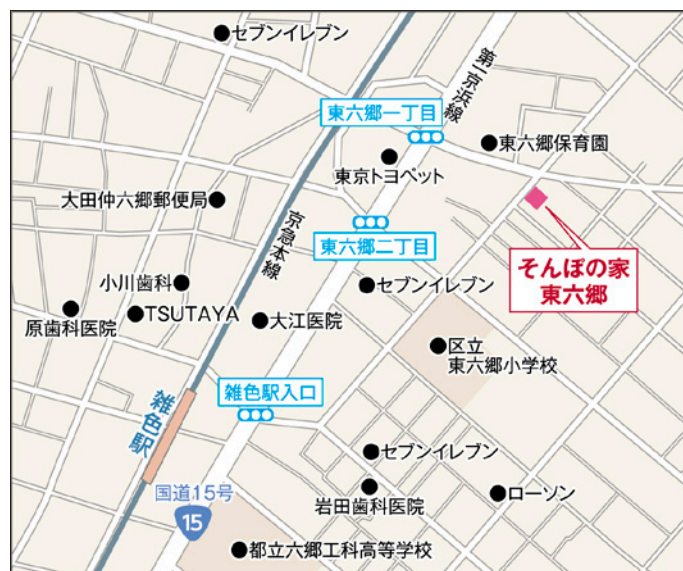 セブンイレブン
第一京浜線
東六郷一丁目
東六郷保育園
東京トヨペット
大田仲六郷郵便局
京急本線
東六郷二丁目
そんぽの家
東六郷
小川歯科
セブンイレブン
原歯科医院
TSUTAYA
大江医院
区立
東六郷小学校
雑色駅入口
雑色駅
セブンイレブン
国道15号
15
岩田歯科医院
ローソン
都立六郷工科高等学校